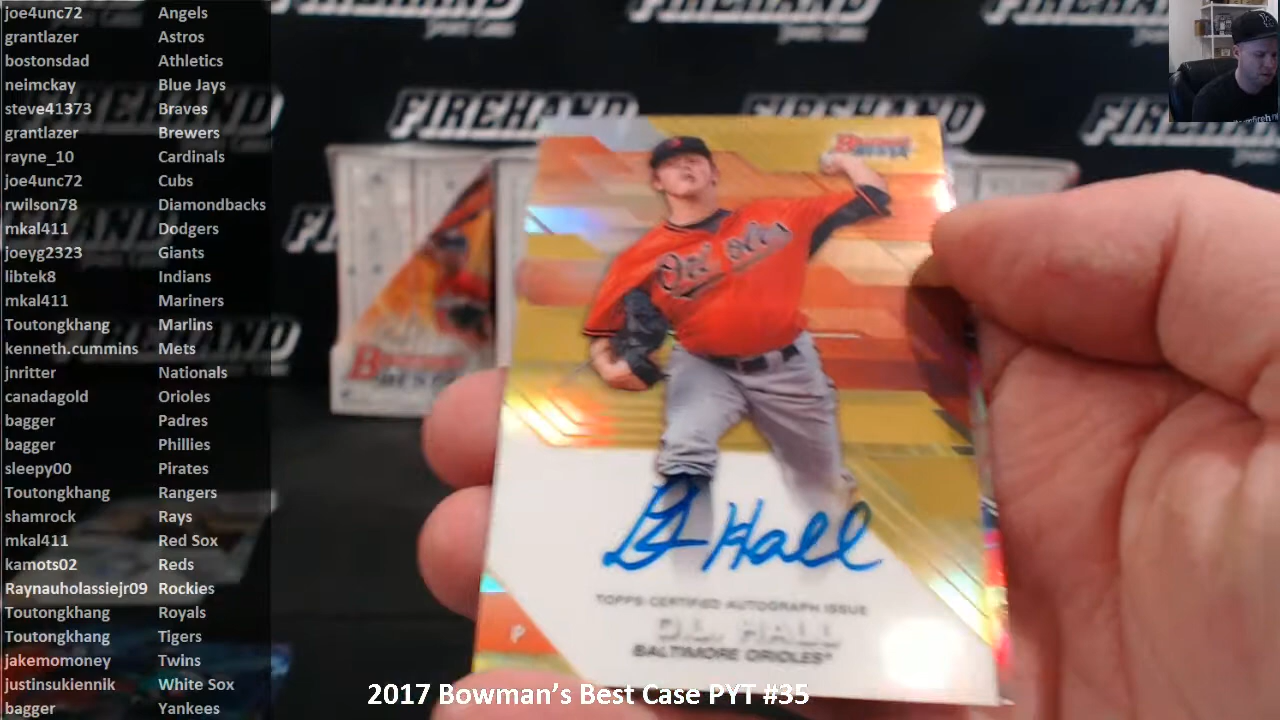 joe4unc72 Angels
grantlazer Astros
bostonsdad Athletics
neimckay Blue Jays
steve41373 Braves
grantlazer Brewers
rayne_10 Cardinals
joe4unc72 Cubs
rwilson78 Diamondbacks
mkal411 Dodgers
joeyg2323 Giants
libtek8 Indians
mkal411 Mariners
Toutongkhang Marlins
kenneth.cummins Mets
jnritter Nationals
canadagold Orioles
bagger Padres
bagger Phillies
sleepy00 Pirates
Toutongkhang Rangers
shamrock Rays
mkal411 Red Sox
kamots02 Reds
Raynauholassiejr09 Rockies
Toutongkhang Royals
Toutongkhang Tigers
jakemomoney Twins
justinsukiennik White Sox
bagger Yankees
FIREHAND
FIREHAND
Bowman's BEST
Orioles
Hall
TOPPS CERTIFIED AUTOGRAPH ISSUE
P
D.L. HALL
BALTIMORE ORIOLES
2017 Bowman's Best Case PYT #35